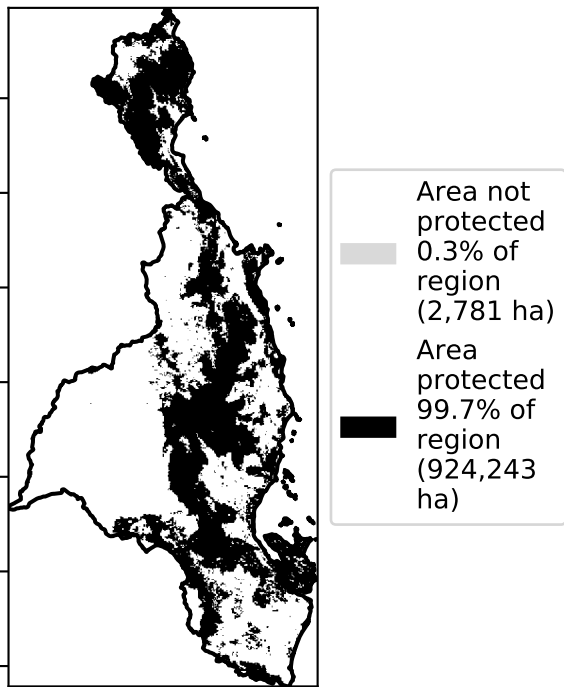 Area not
protected
0.3% of
region
(2,781 ha)
Area
protected
99.7% of
region
(924,243
ha)